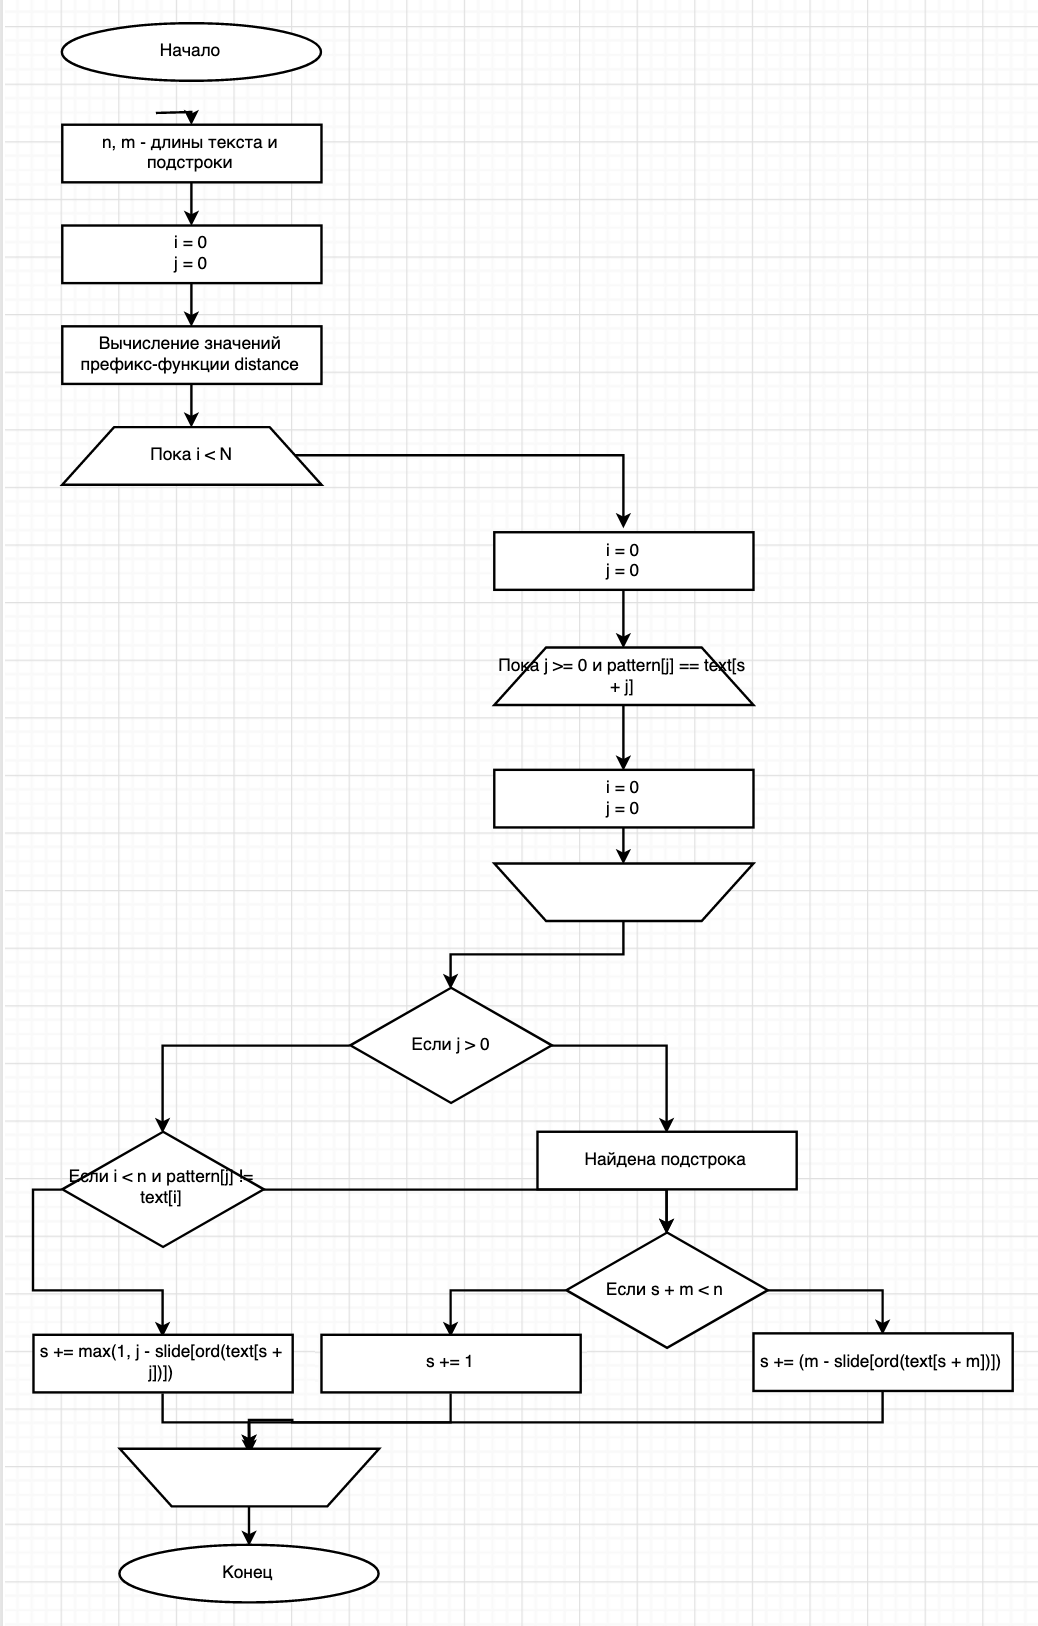 Начало
n, m - длины текста и
подстроки
i = 0
j = 0
Вычисление значений
префикс-функции distance
Пока i < N
i = 0
j = 0
Пока j >= 0 и pattern[j] == text[s
+ j]
i = 0
j = 0
Если j > 0
Если i < n и pattern[j] !=
text[i]
Найдена подстрока
Если s + m < n
s += max(1, j - slide[ord(text[s +
j])])
s += 1
s += (m - slide[ord(text[s + m])])
Конец